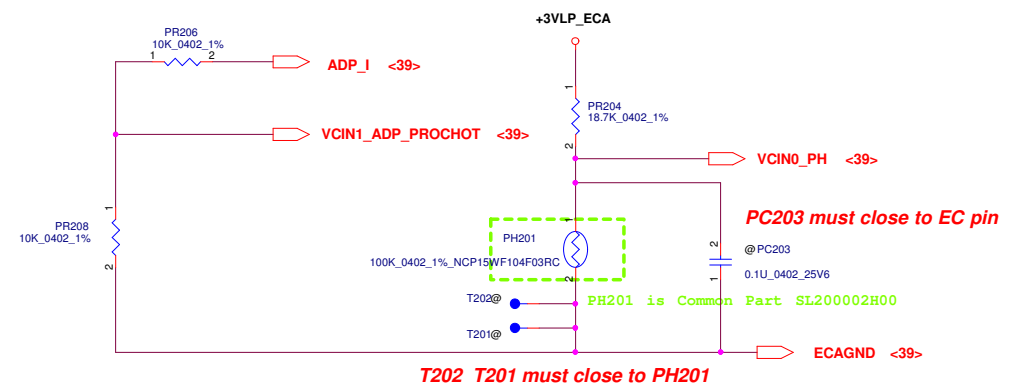 +3VLP_ECA
PR206
10K_0402_1%
1
2
ADP_I <39>
1
PR204
18.7K_0402_1%
2
VCIN1_ADP_PROCHOT <39>
VCIN0_PH <39>
1
PR208
10K_0402_1%
2
1
PH201
100K_0402_1%_NCP15WF104F03RC
2
PC203 must close to EC pin
2
@PC203
1
0.1U_0402_25V6
T202@
PH201 is Common Part SL200002H00
T201@
ECAGND <39>
T202 T201 must close to PH201